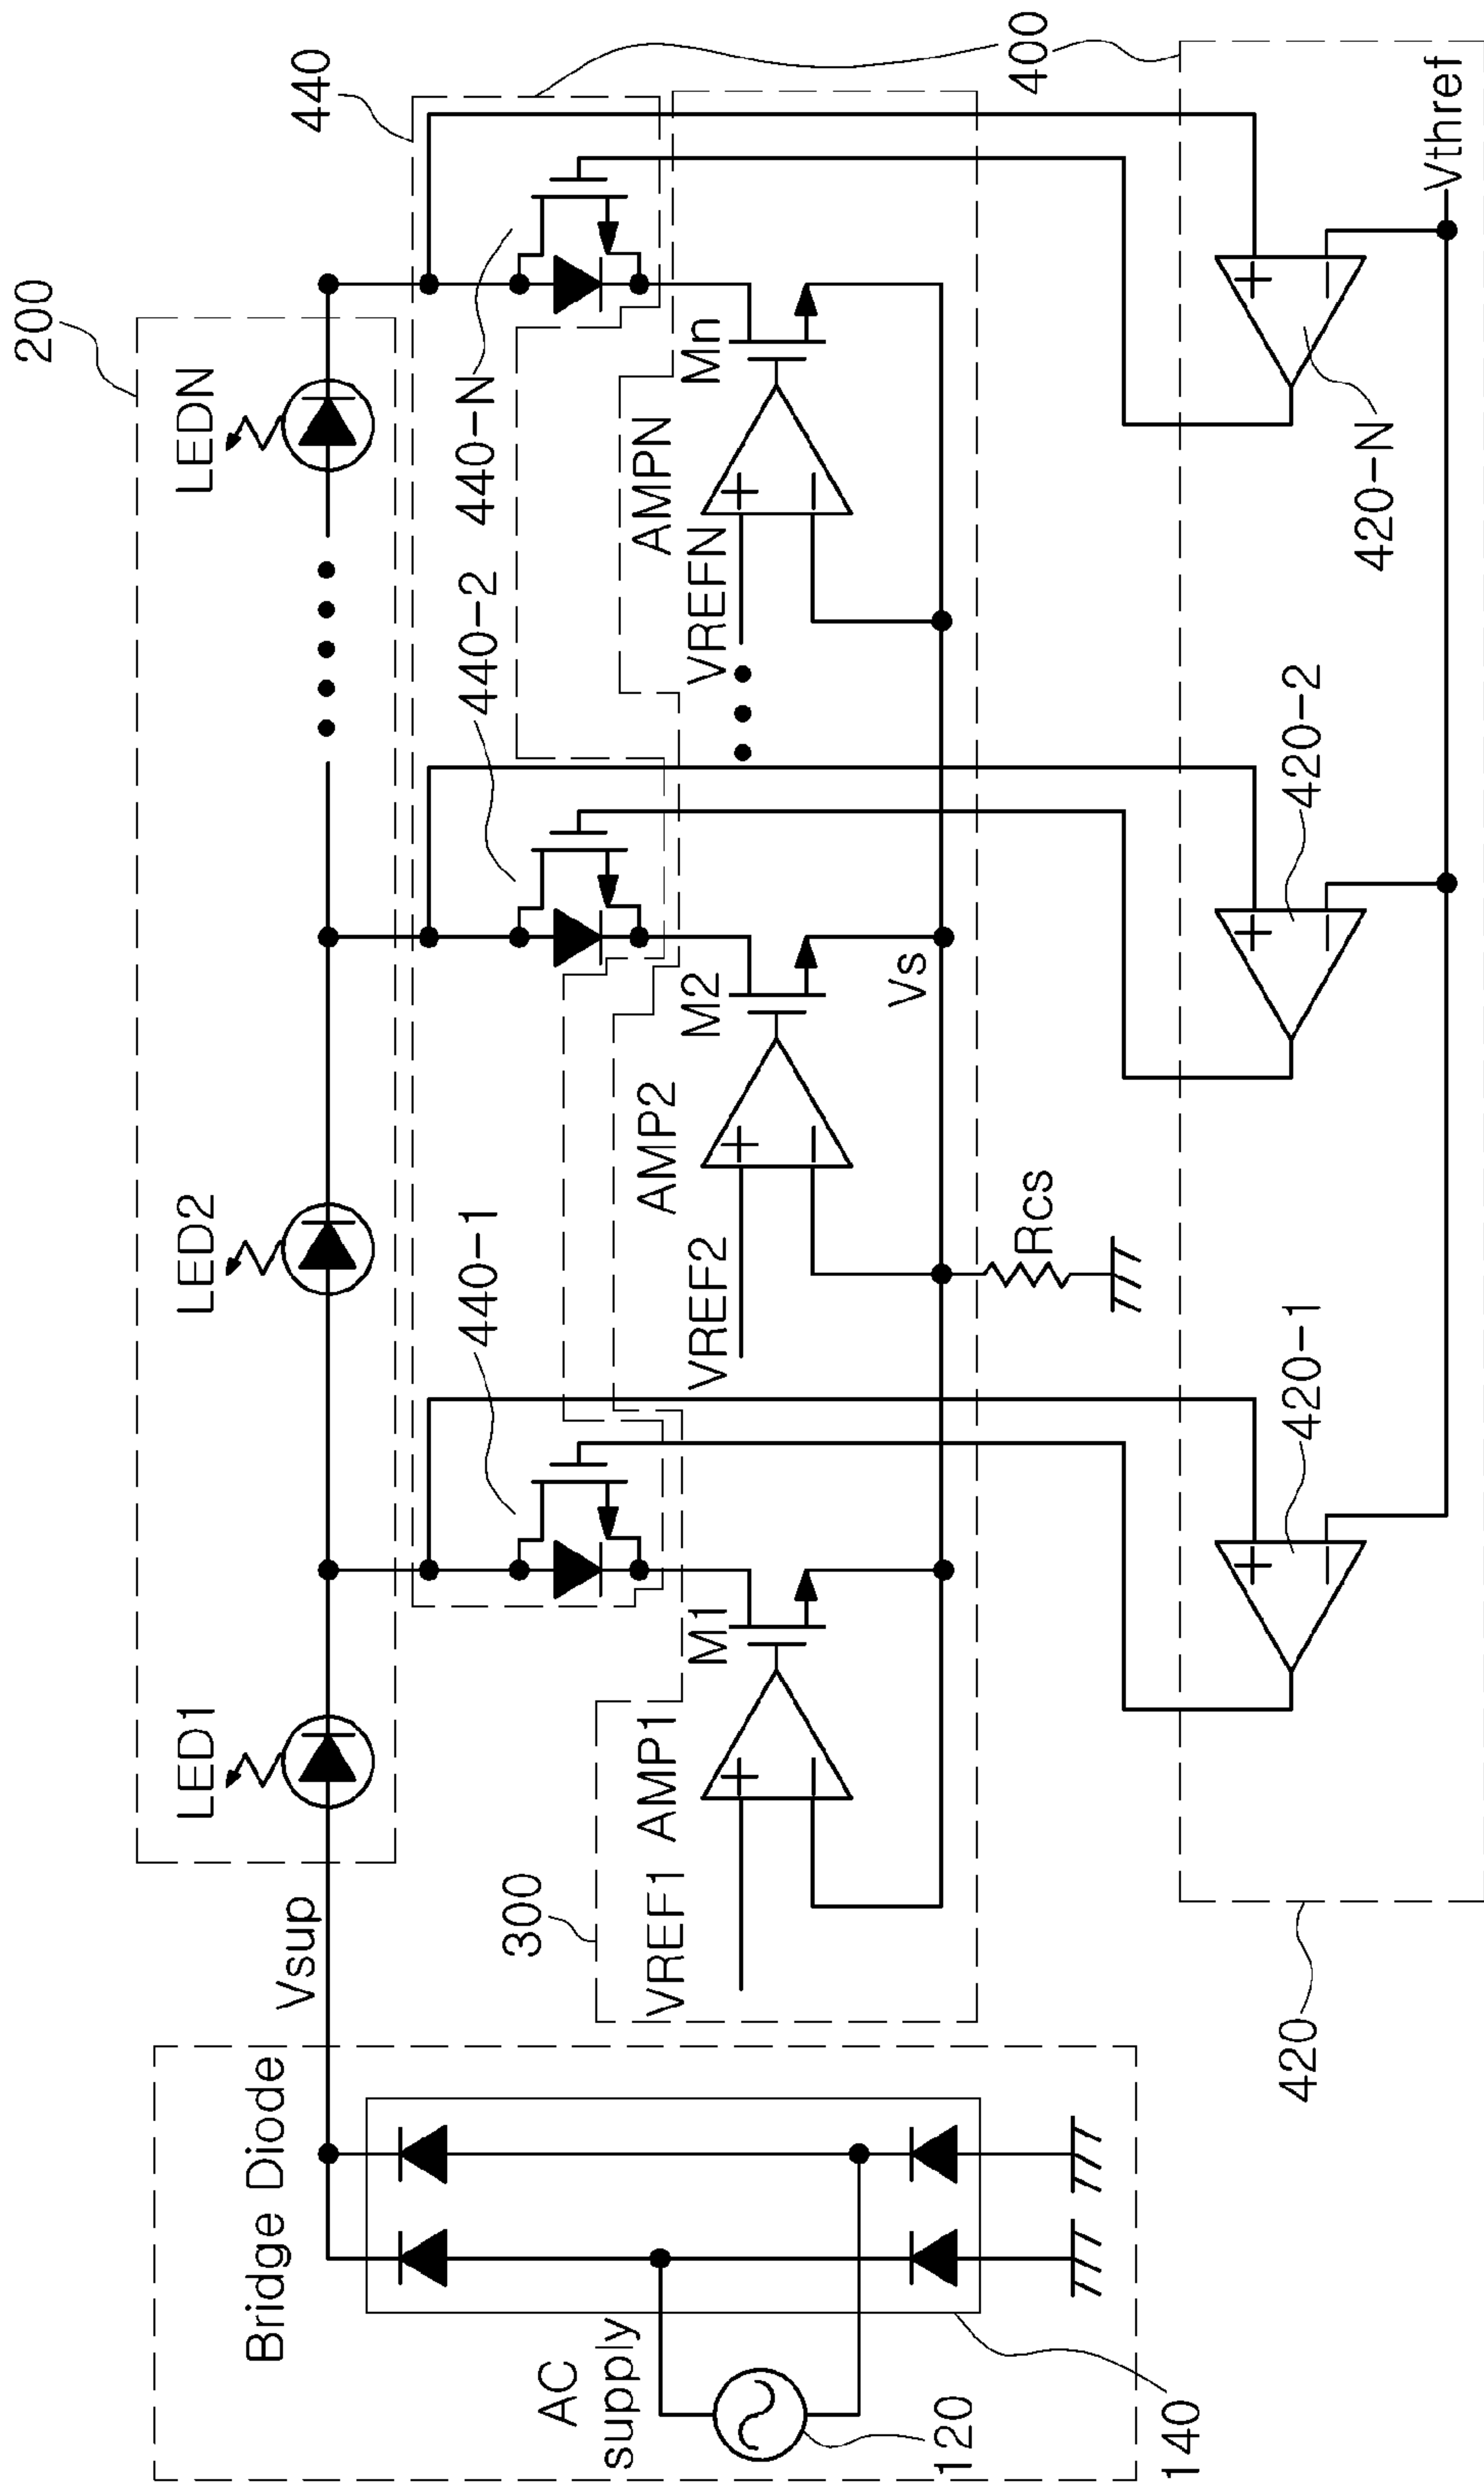 200
LED1
LED2
LEDN
440
Bridge Diode
Vsup
440-1
440-2
440-N
300
AC
supply
VREF1
AMP1
M1
VREF2
AMP2
M2
VREFN
AMPN
Mn
Vs
120
Rcs
400
140
420
420-1
420-2
420-N
Vthref